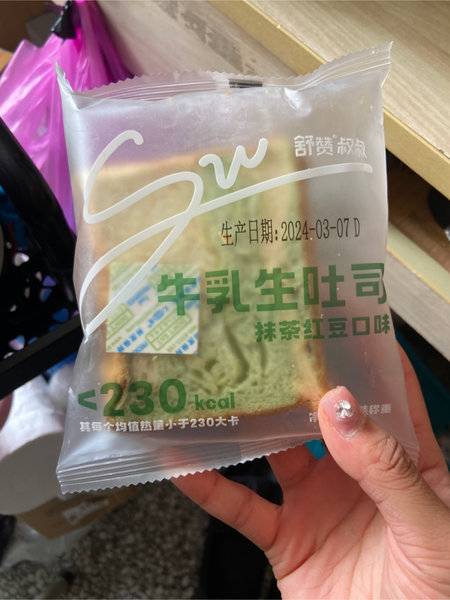 Sw
舒赞®叔叔
生产日期:2024-03-07 D
牛乳生吐司
抹茶红豆口味
<230 kcal
其每个均值热量小于230大卡